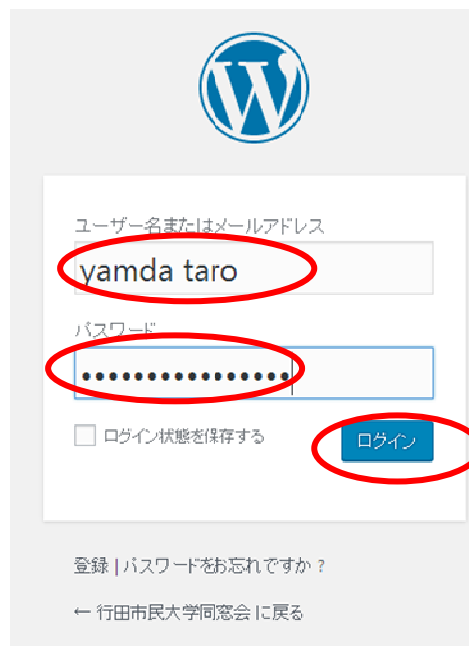 ユーザー名またはメールアドレス
yamda taro
パスワード
••••••••••••••••
ログイン状態を保存する
ログイン
登録 | パスワードをお忘れですか ?
← 行田市民大学同窓会 に戻る